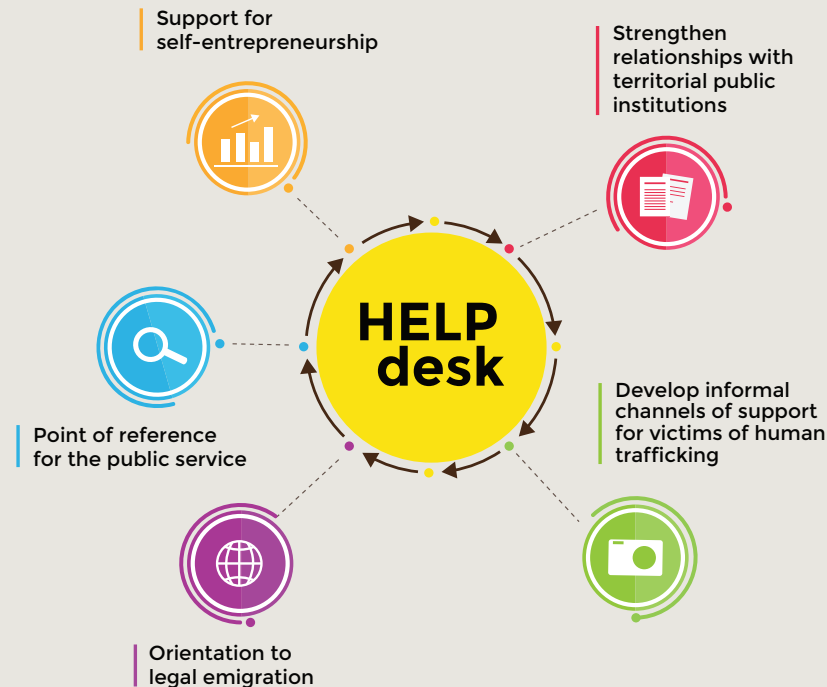 Support for
self-entrepreneurship
Strengthen
relationships with
territorial public
institutions
HELP
desk
Develop informal
channels of support
for victims of human
trafficking
Point of reference
for the public service
Orientation to
legal emigration